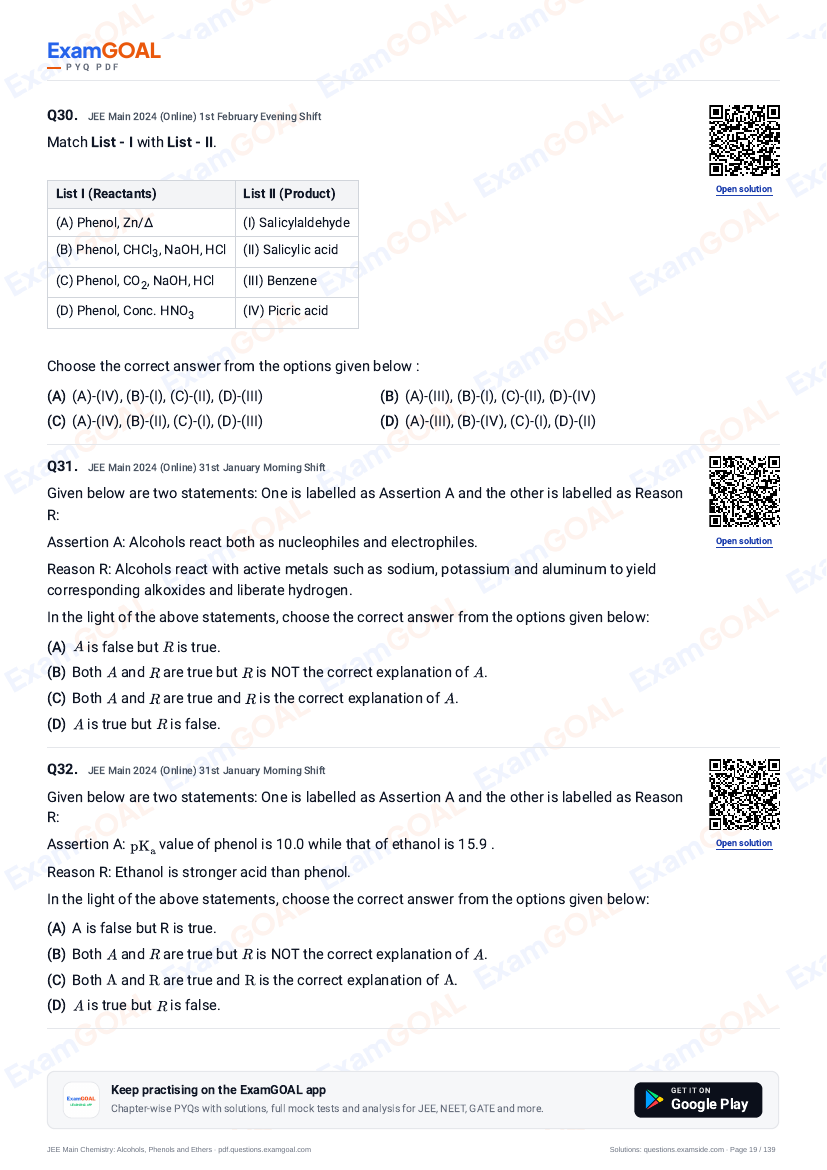 ExamGOAL
PYQ PDF
Q30. JEE Main 2024 (Online) 1st February Evening Shift
Match List - I with List - II.
Open solution
List I (Reactants) List II (Product)
(A) Phenol, Zn/Δ (I) Salicylaldehyde
(B) Phenol, CHCl₃, NaOH, HCl (II) Salicylic acid
(C) Phenol, CO₂, NaOH, HCl (III) Benzene
(D) Phenol, Conc. HNO₃ (IV) Picric acid
Choose the correct answer from the options given below :
(A) (A)-(IV), (B)-(I), (C)-(II), (D)-(III) (B) (A)-(III), (B)-(I), (C)-(II), (D)-(IV)
(C) (A)-(IV), (B)-(II), (C)-(I), (D)-(III) (D) (A)-(III), (B)-(IV), (C)-(I), (D)-(II)
Q31. JEE Main 2024 (Online) 31st January Morning Shift
Given below are two statements: One is labelled as Assertion A and the other is labelled as Reason
R:
Open solution
Assertion A: Alcohols react both as nucleophiles and electrophiles.
Reason R: Alcohols react with active metals such as sodium, potassium and aluminum to yield
corresponding alkoxides and liberate hydrogen.
In the light of the above statements, choose the correct answer from the options given below:
(A) A is false but R is true.
(B) Both A and R are true but R is NOT the correct explanation of A.
(C) Both A and R are true and R is the correct explanation of A.
(D) A is true but R is false.
Q32. JEE Main 2024 (Online) 31st January Morning Shift
Given below are two statements: One is labelled as Assertion A and the other is labelled as Reason
R:
Assertion A: pKₐ value of phenol is 10.0 while that of ethanol is 15.9 .
Open solution
Reason R: Ethanol is stronger acid than phenol.
In the light of the above statements, choose the correct answer from the options given below:
(A) A is false but R is true.
(B) Both A and R are true but R is NOT the correct explanation of A.
(C) Both A and R are true and R is the correct explanation of A.
(D) A is true but R is false.
Keep practising on the ExamGOAL app
Chapter-wise PYQs with solutions, full mock tests and analysis for JEE, NEET, GATE and more.
ExamGOAL
GET IT ON
Google Play
JEE Main Chemistry: Alcohols, Phenols and Ethers · pdf.questions.examgoal.com
Solutions: questions.examside.com · Page 19 / 139